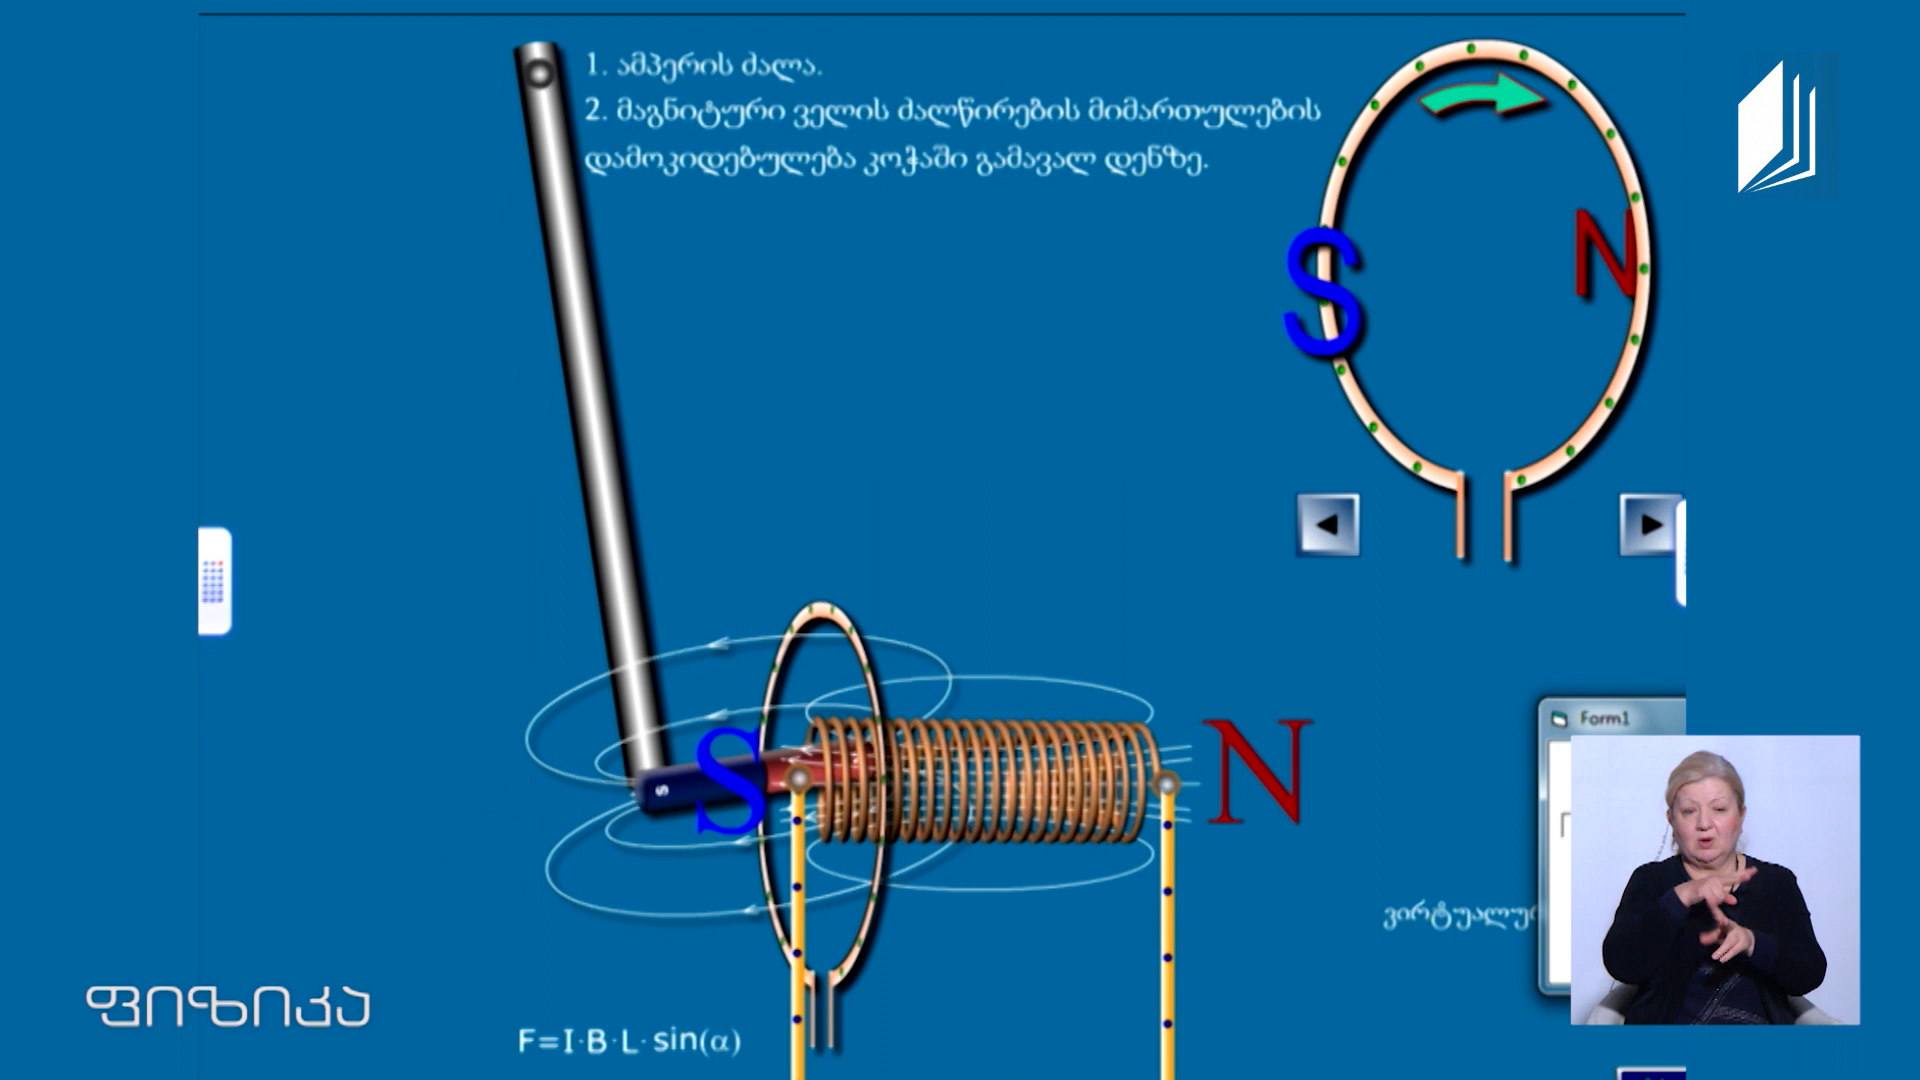 1. ამპერის ძალა.
2. მაგნიტური ველის ძალწირების მიმართულების
დამოკიდებულება კოჭაში გამავალ დენზე.
S
N
S
S
N
Form1
ფიზიკა
F=I·B·L·sin(α)